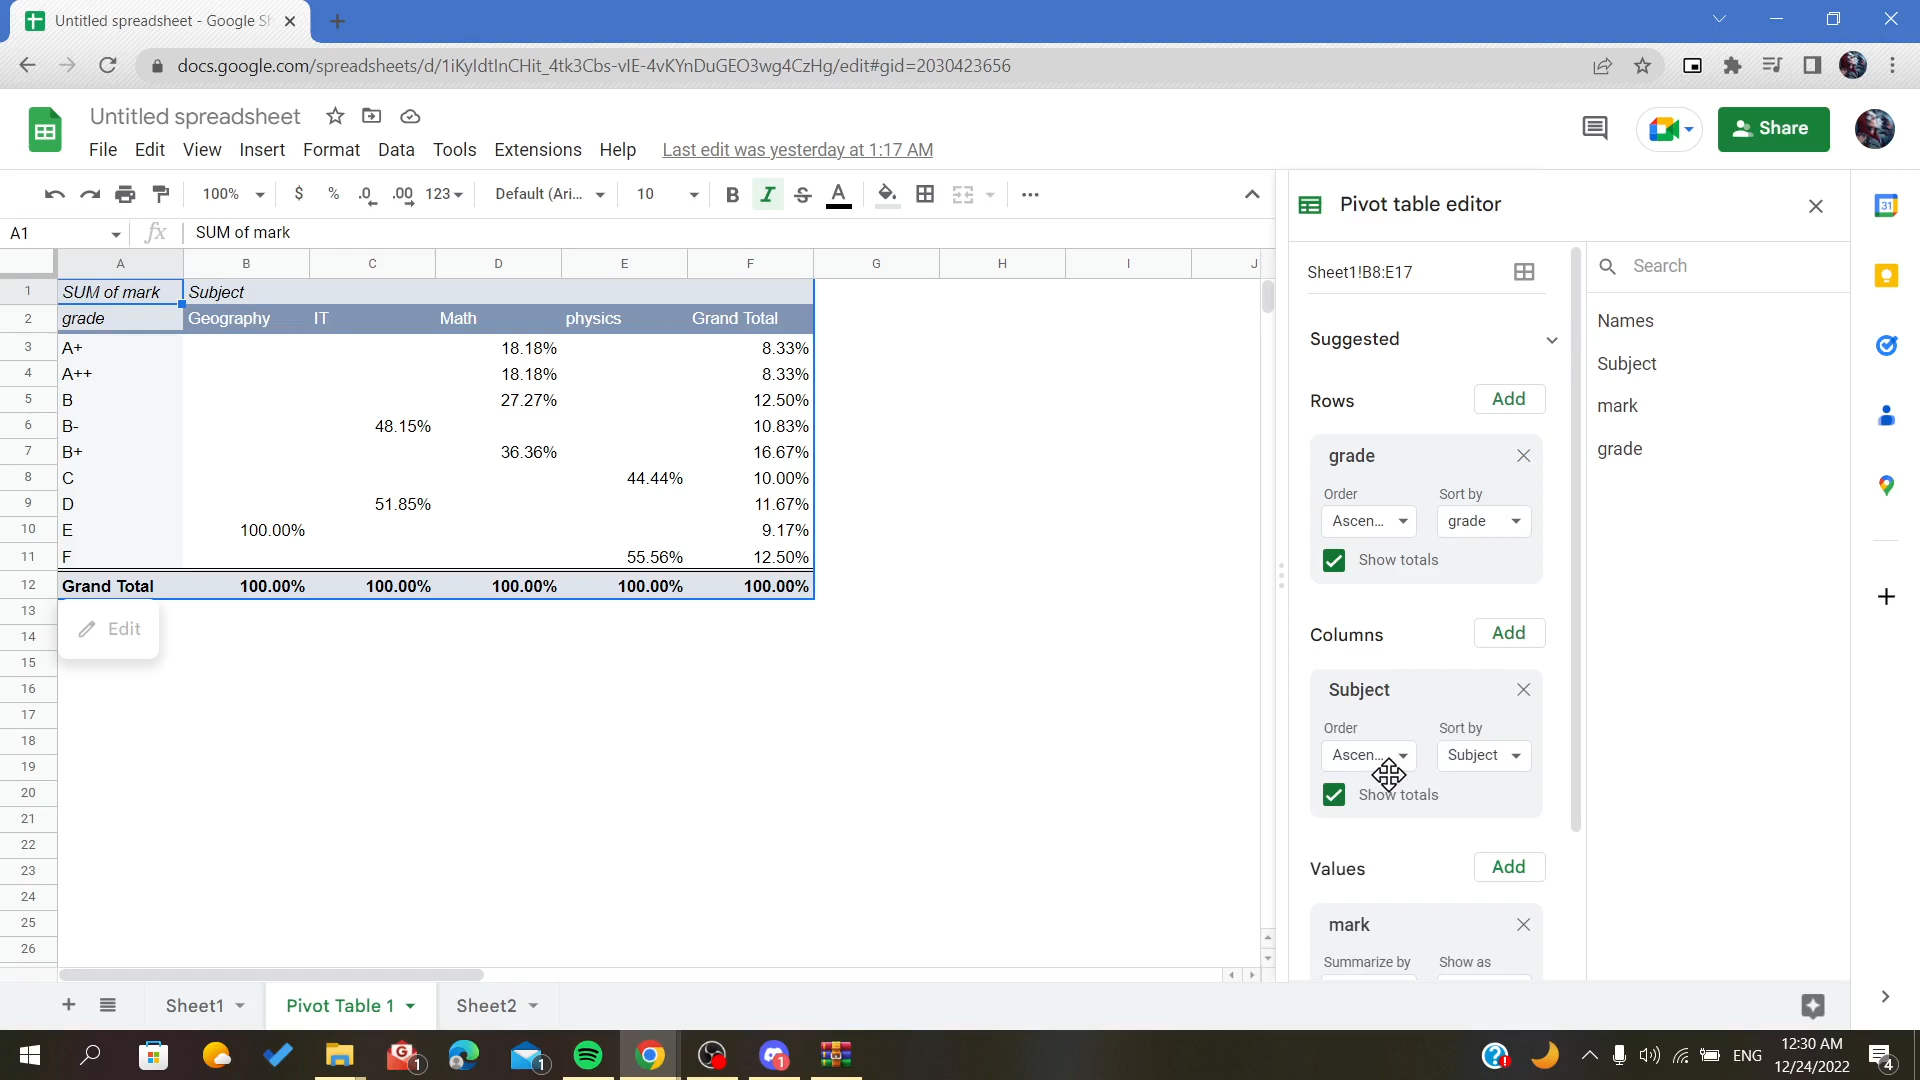 Untitled spreadsheet - Google Sh
docs.google.com/spreadsheets/d/1iKyIdtInCHit_4tk3Cbs-vIE-4vKYnDuGEO3wg4CzHg/edit#gid=2030423656
Untitled spreadsheet
File Edit View Insert Format Data Tools Extensions Help Last edit was yesterday at 1:17 AM
Share
100% $ % .0 .00 123 Default (Ari... 10 B I S A
Pivot table editor
A1 fx SUM of mark
A B C D E F G H I J
Sheet1!B8:E17
Search
1 SUM of mark Subject
2 grade Geography IT Math physics Grand Total
3 A+ 18.18% 8.33%
4 A++ 18.18% 8.33%
5 B 27.27% 12.50%
6 B- 48.15% 10.83%
7 B+ 36.36% 16.67%
8 C 44.44% 10.00%
9 D 51.85% 11.67%
10 E 100.00% 9.17%
11 F 55.56% 12.50%
12 Grand Total 100.00% 100.00% 100.00% 100.00% 100.00%
13
14
15
16
17
18
19
20
21
22
23
24
25
26
Edit
Suggested
Rows Add
grade
Order Sort by
Ascen... grade
Show totals
Columns Add
Subject
Order Sort by
Ascen... Subject
Show totals
Values Add
mark
Summarize by Show as
Names
Subject
mark
grade
31
Sheet1 Pivot Table 1 Sheet2
G 1
1
1
ENG
12:30 AM
12/24/2022
4